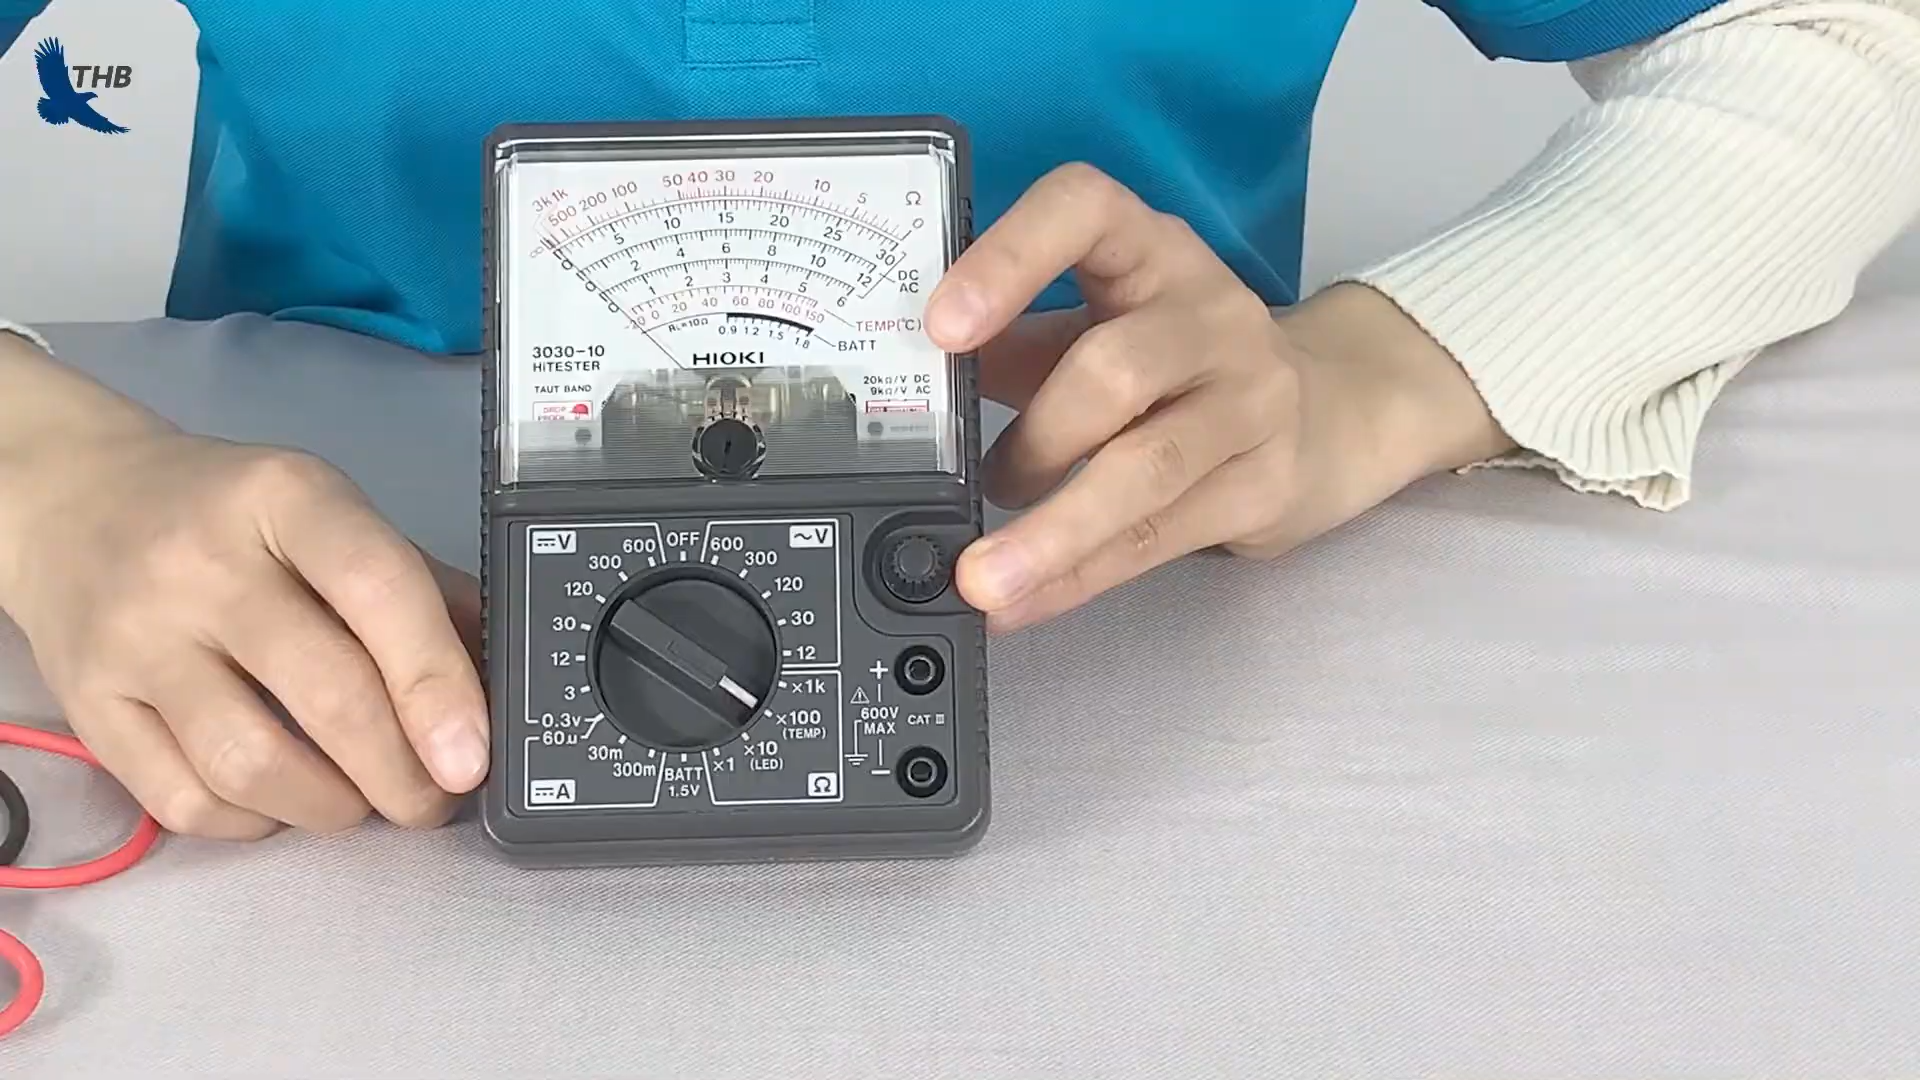 THB
3k 1k 500 200 100 50 40 30 20 10 5 Ω
∞ 0
0 5 10 15 20 25 30
0 2 4 6 8 10 12 DC
0 1 2 3 4 5 6 AC
-20 0 20 40 60 80 100 150 TEMP(℃)
RL=10Ω 0.9 1.2 1.5 1.8 BATT
HIOKI
3030-10
HiTESTER
TAUT BAND
DROP
PROOF
20kΩ/V DC
9kΩ/V AC
⎓V OFF ~V
600 600
300 300
120 120
30 30
12 12
3 ×1k
0.3v ×100
60μ (TEMP)
30m ×10
300m (LED)
BATT ×1
1.5V
⎓A Ω
+
600V
MAX
CAT III
−